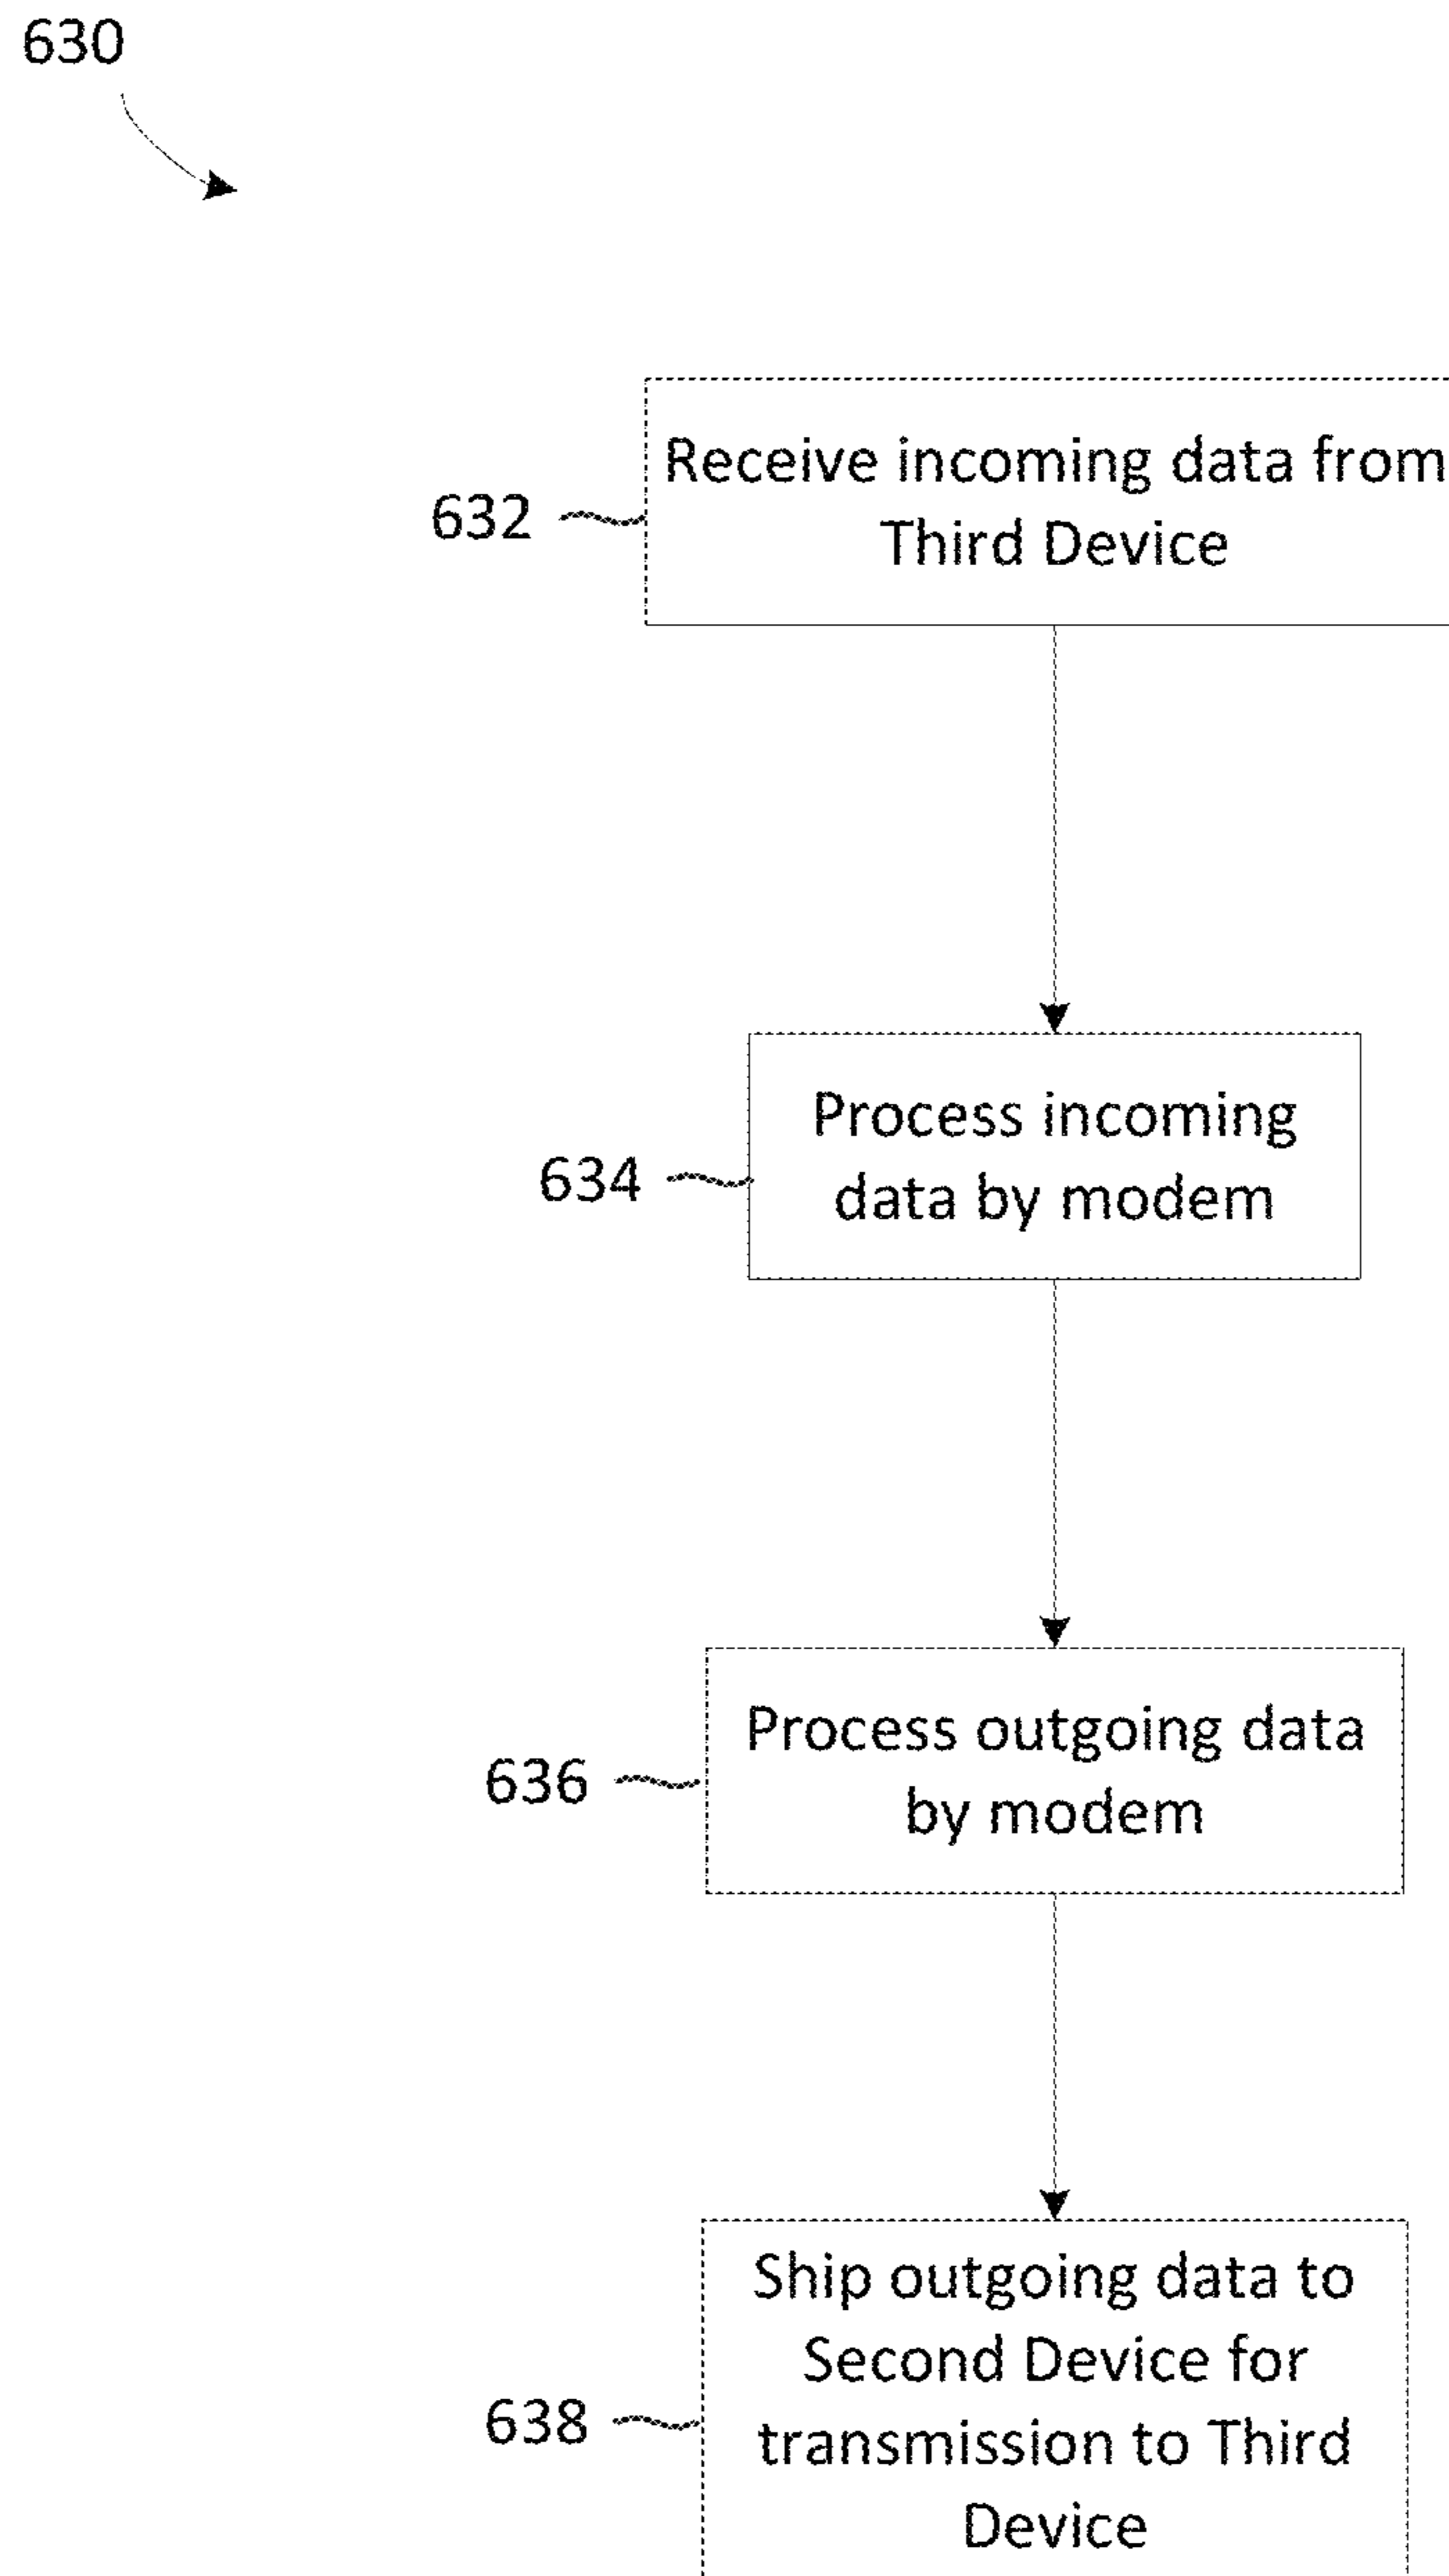 630
632
Receive incoming data from
Third Device
634
Process incoming
data by modem
636
Process outgoing data
by modem
638
Ship outgoing data to
Second Device for
transmission to Third
Device